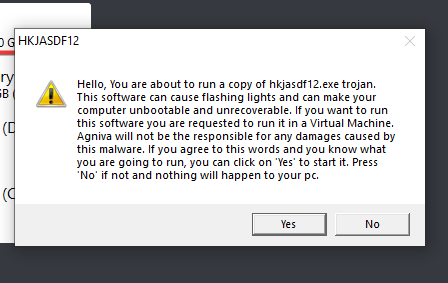 HKJASDF12
0 G
ry
GB (
Hello, You are about to run a copy of hkjasdf12.exe trojan.
This software can cause flashing lights and can make your
computer unbootable and unrecoverable. If you want to run
this software you are requested to run it in a Virtual Machine.
Agniva will not be the responsible for any damages caused by
this malware. If you agree to this words and you know what
you are going to run, you can click on 'Yes' to start it. Press
'No' if not and nothing will happen to your pc.
(D
(C
Yes
No